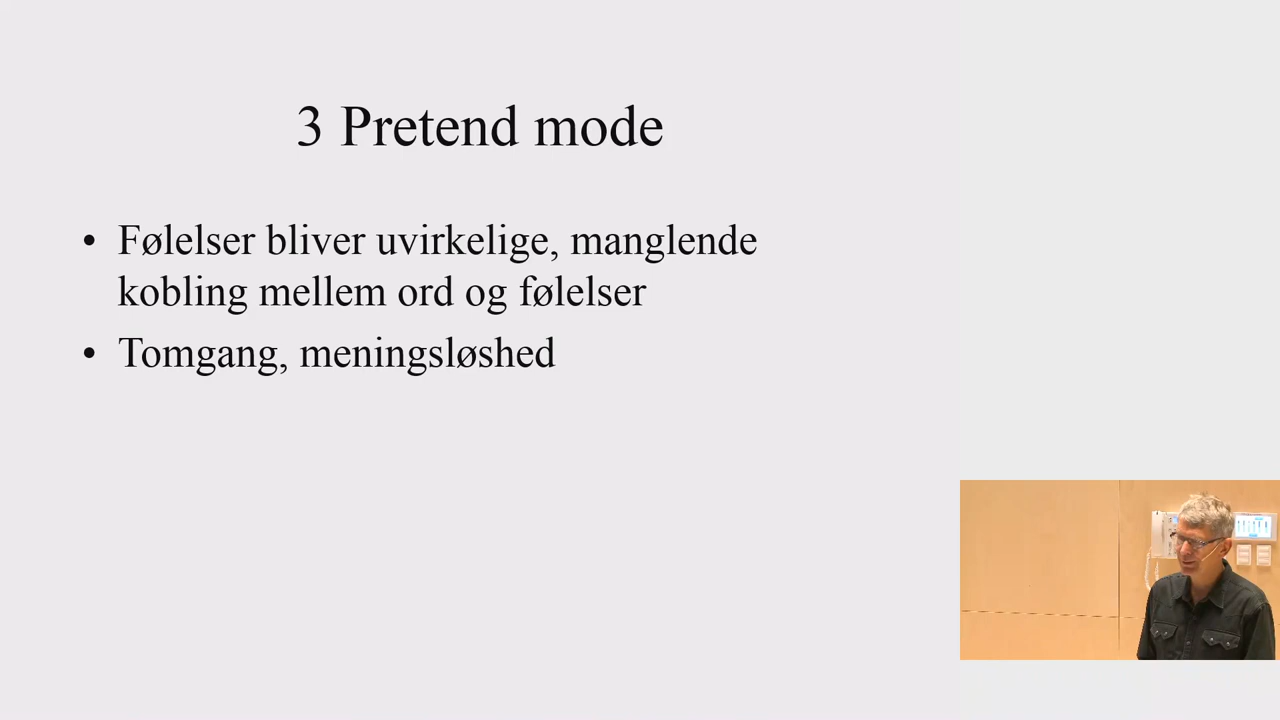 3 Pretend mode
• Følelser bliver uvirkelige, manglende
kobling mellem ord og følelser
• Tomgang, meningsløshed